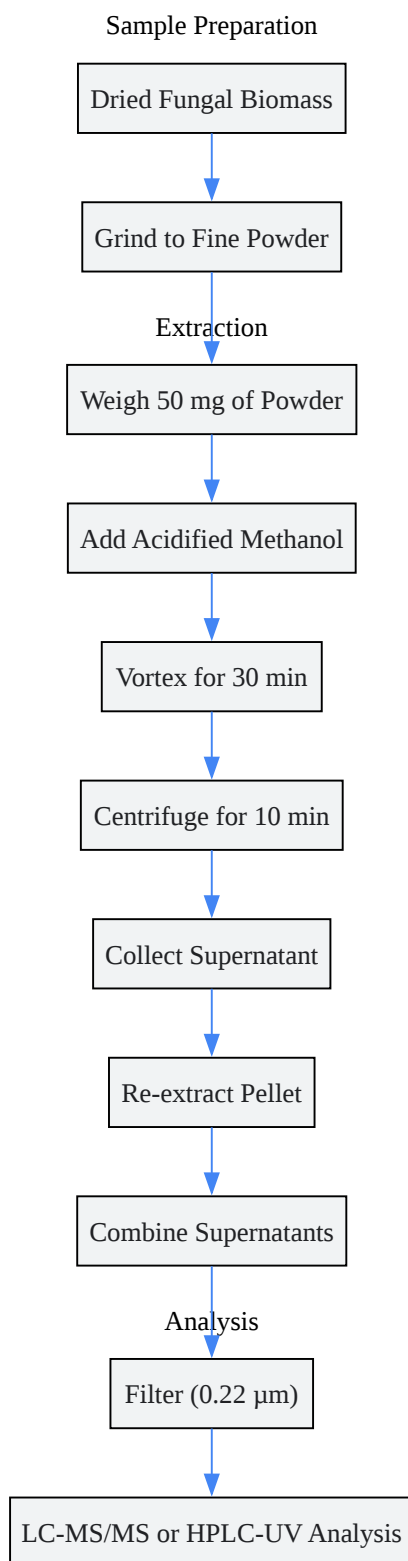 Sample Preparation
Dried Fungal Biomass
Grind to Fine Powder
Extraction
Weigh 50 mg of Powder
Add Acidified Methanol
Vortex for 30 min
Centrifuge for 10 min
Collect Supernatant
Re-extract Pellet
Combine Supernatants
Analysis
Filter (0.22 µm)
LC-MS/MS or HPLC-UV Analysis